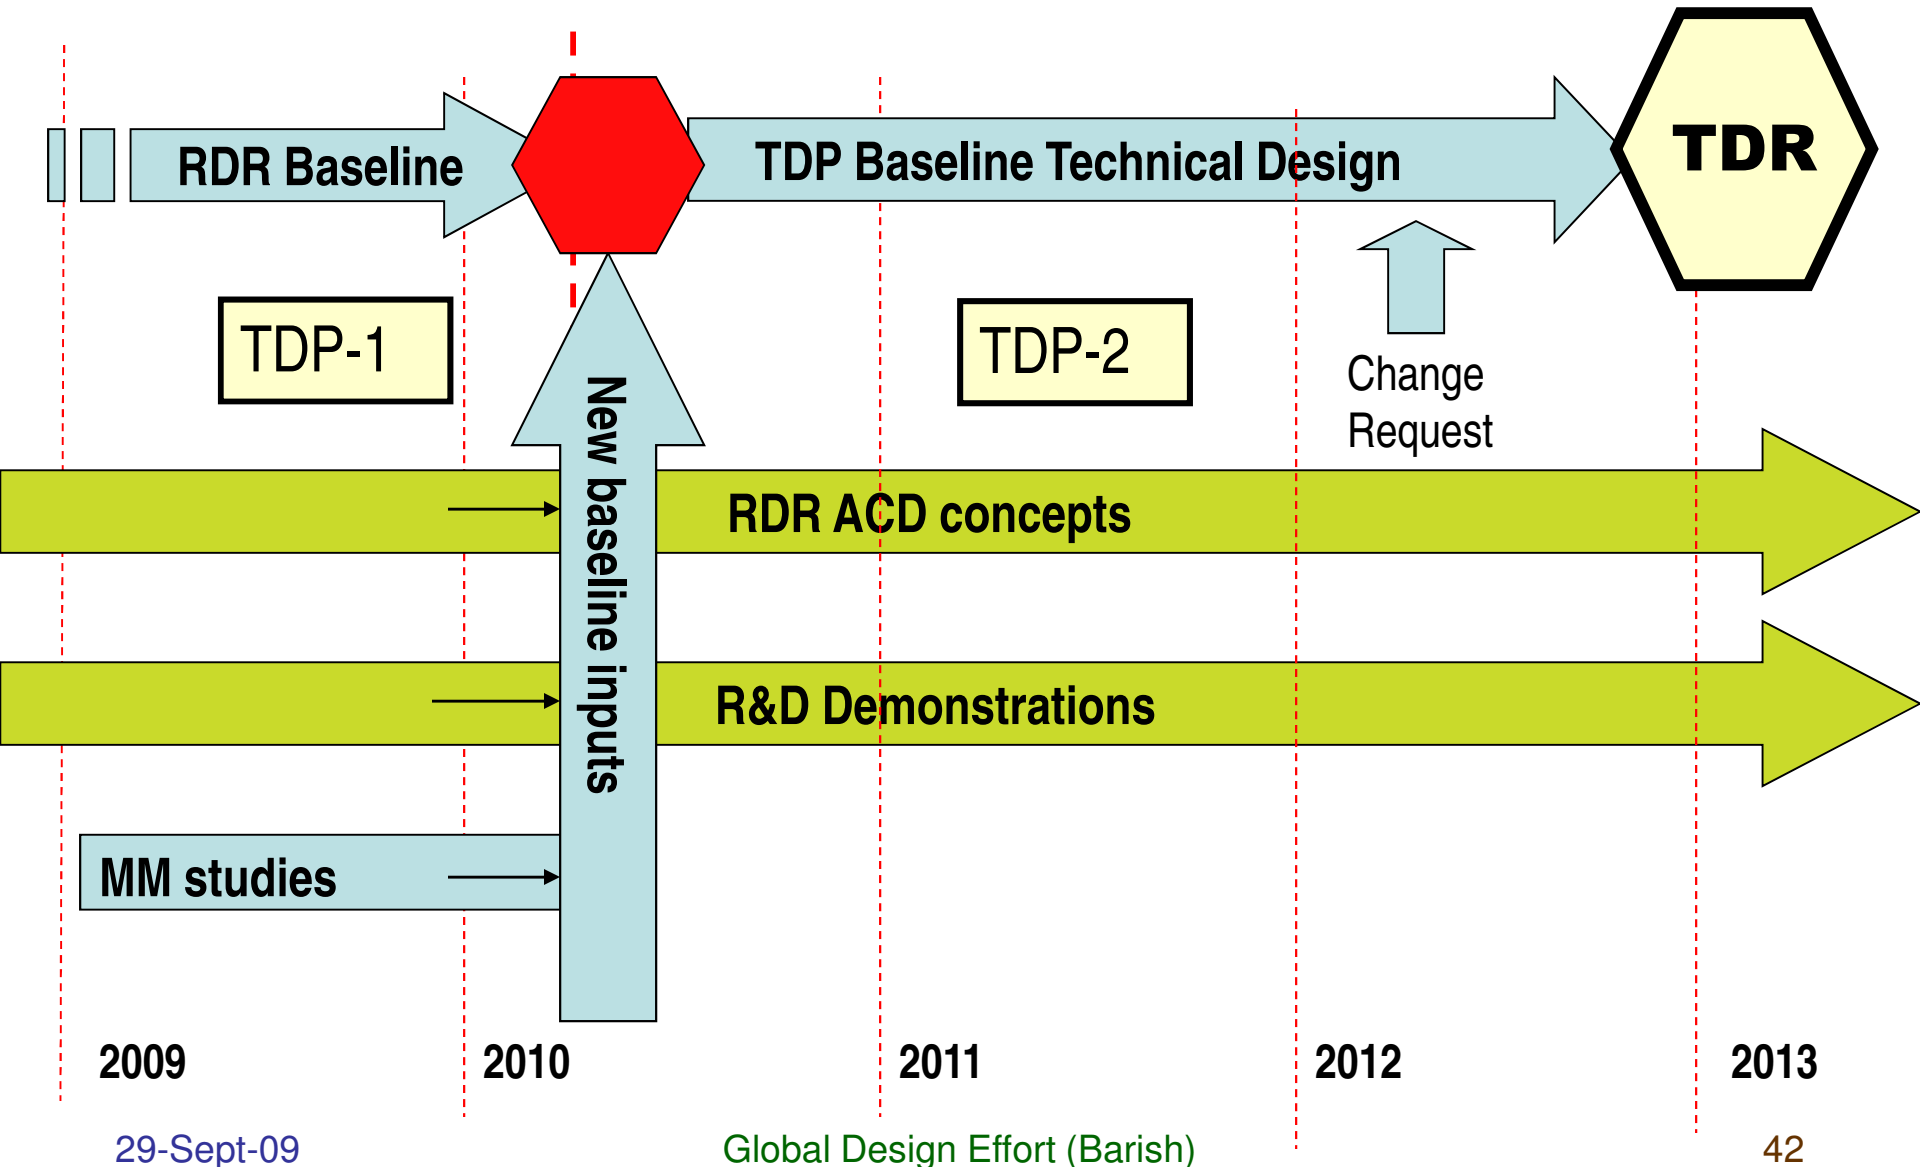 RDR Baseline
TDP Baseline Technical Design
TDR
TDP-1
TDP-2
Change
Request
New baseline inputs
RDR ACD concepts
R&D Demonstrations
MM studies
2009
2010
2011
2012
2013
29-Sept-09
Global Design Effort (Barish)
42